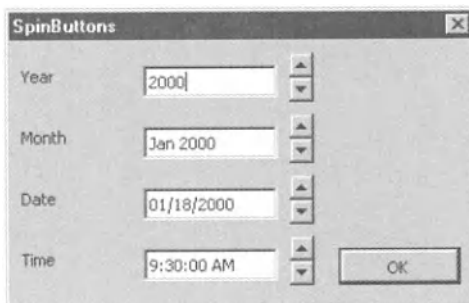 SpinButtons
Year
2000
Month
Jan 2000
Date
01/18/2000
Time
9:30:00 AM
OK